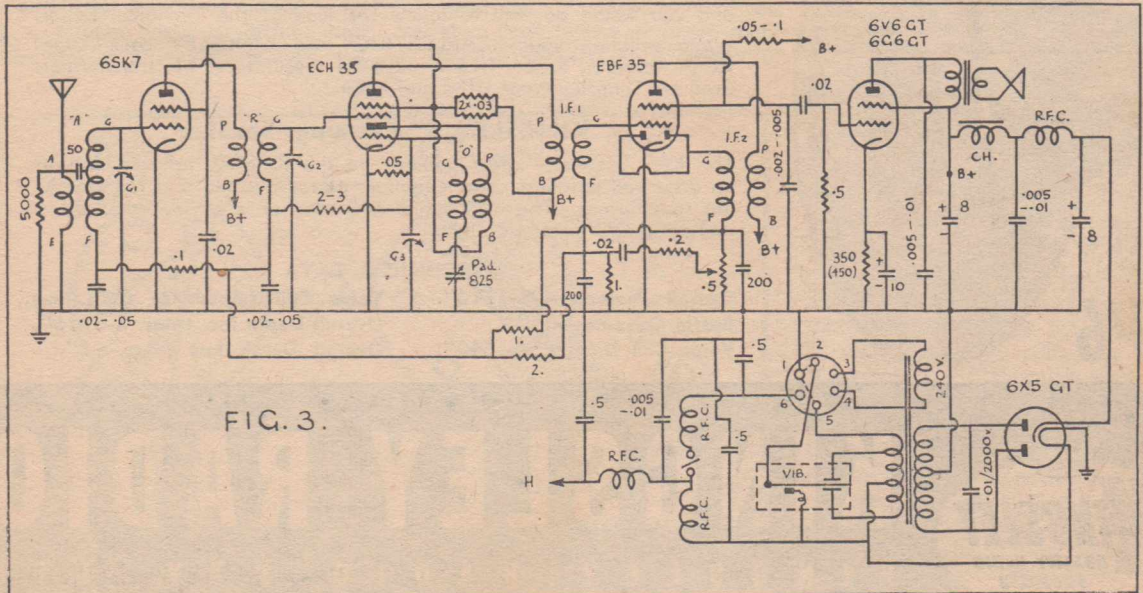 6SK7
ECH 35
EBF 35
6V6 GT
6G6 GT
.05-.1
B+
"A"
50
A
G
G1
5000
E
F
P
"R"
G
B
B+
F
G2
.02
.1
2-3
.02-.05
.02-.05
.05
G3
2x.03
"O"
G
P
F
B
Pad.
825
I.F.1
P
G
B
B+
F
200
I.F.2
G
P
F
B
B+
.02
.2
1.
.5
200
.002-.005
.02
.5
350
(450)
+
-
10
.005-.01
CH.
R.F.C.
B+
+
8
-
.005
-.01
+
8
-
1.
2.
FIG. 3.
.5
.005
-.01
.5
.5
R.F.C.
R.F.C.
R.F.C.
H
VIB.
1
2
3
4
5
6
240V.
6X5 GT
.01/2000V